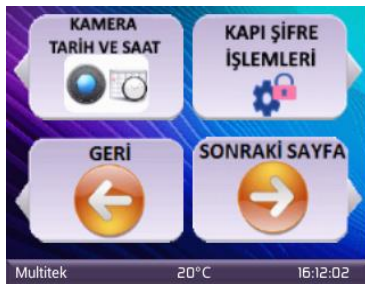 KAMERA
TARİH VE SAAT
KAPI ŞİFRE
İŞLEMLERİ
GERİ
SONRAKİ SAYFA
Multitek 20°C 16:12:02